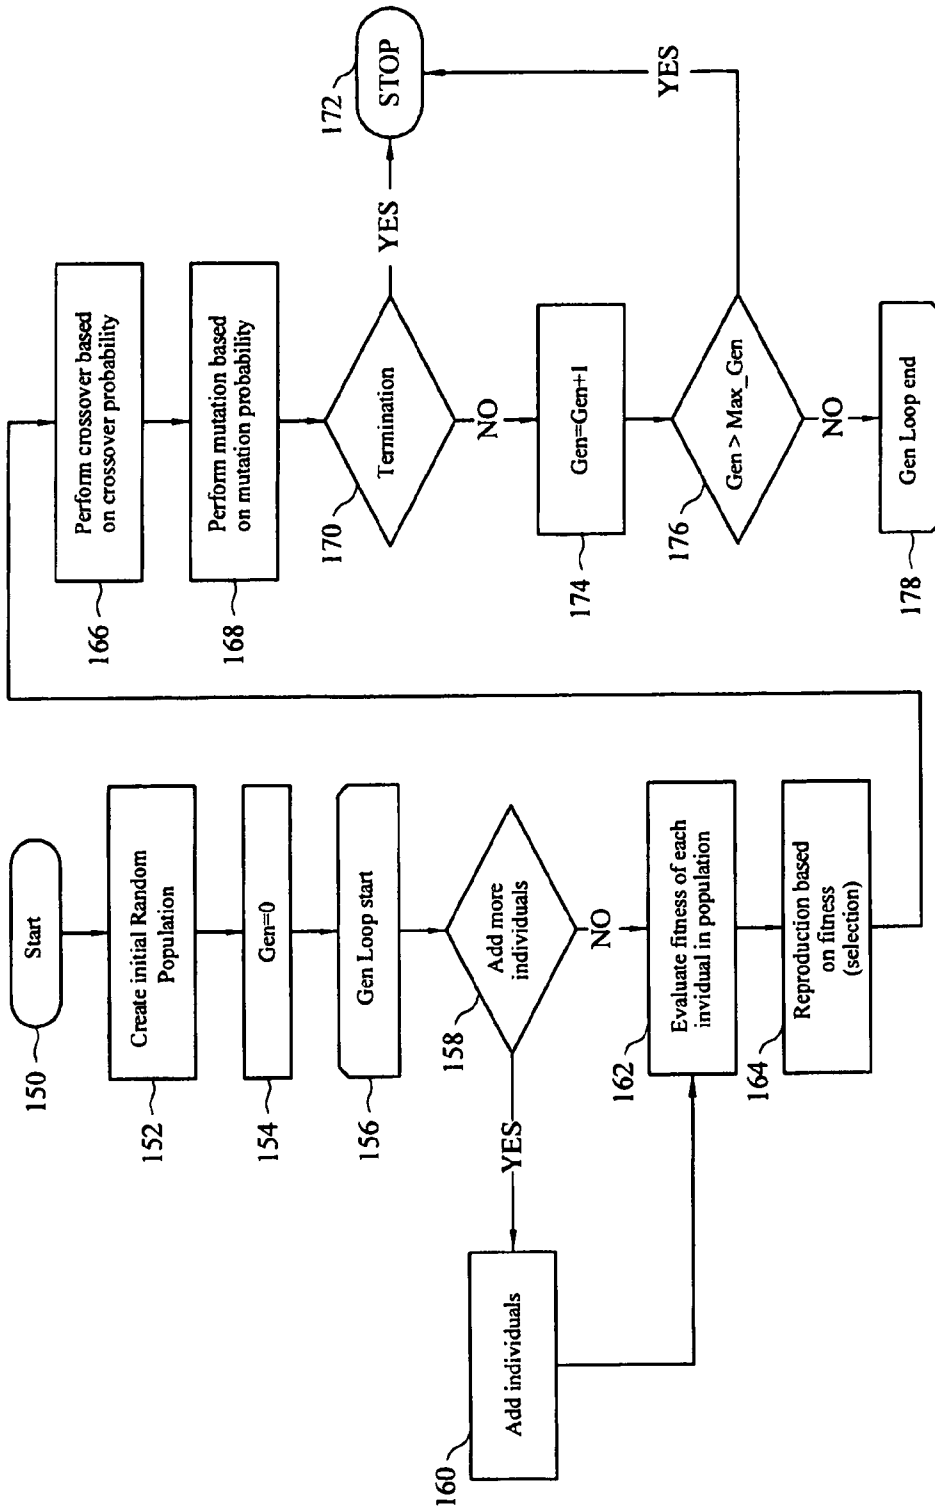 Start
150
Create initial Random
Population
152
Gen=0
154
Gen Loop start
156
Add more
individuals
158
YES
NO
Add individuals
160
Evaluate fitness of each
invidual in population
162
Reproduction based
on fitness
(selection)
164
Perform crossover based
on crossover probability
166
Perform mutation based
on mutation probability
168
Termination
170
YES
STOP
172
NO
Gen=Gen+1
174
Gen > Max_Gen
176
YES
NO
Gen Loop end
178